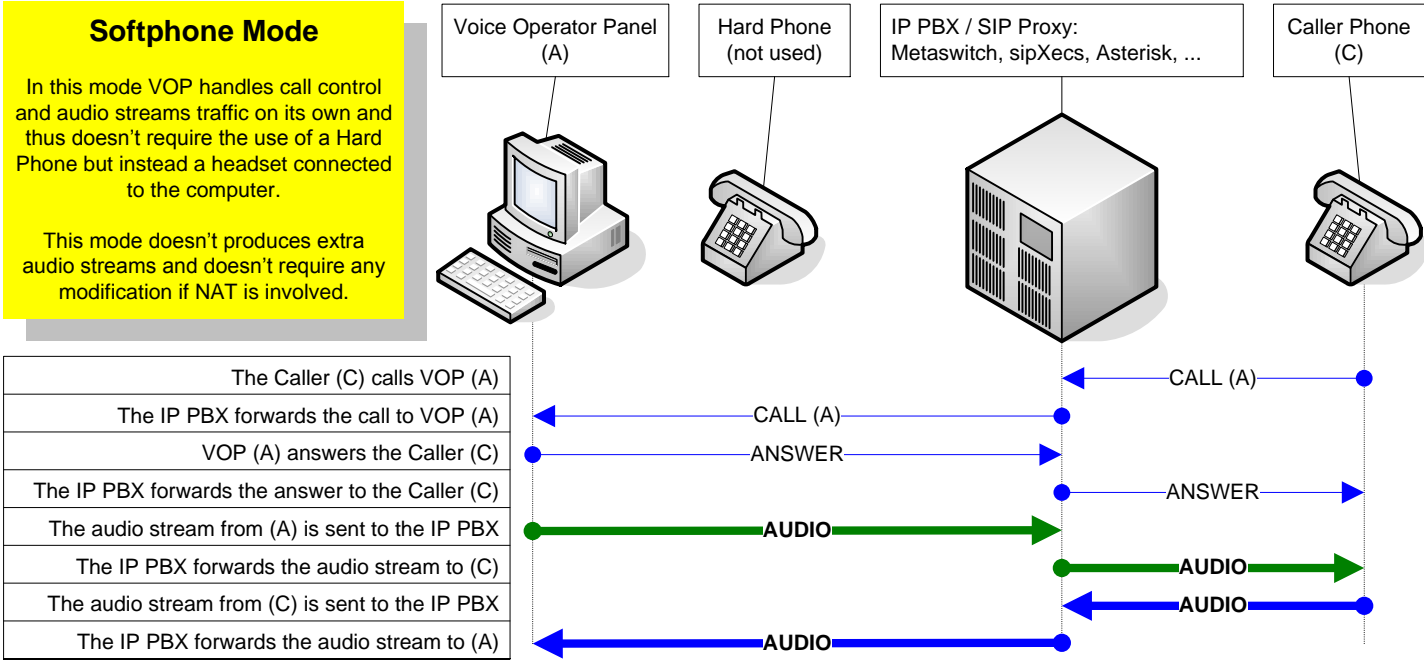 Softphone Mode
In this mode VOP handles call control
and audio streams traffic on its own and
thus doesn't require the use of a Hard
Phone but instead a headset connected
to the computer.
This mode doesn't produces extra
audio streams and doesn't require any
modification if NAT is involved.
Voice Operator Panel
(A)
Hard Phone
(not used)
IP PBX / SIP Proxy:
Metaswitch, sipXecs, Asterisk, ...
Caller Phone
(C)
The Caller (C) calls VOP (A)
CALL (A)
The IP PBX forwards the call to VOP (A)
CALL (A)
VOP (A) answers the Caller (C)
ANSWER
The IP PBX forwards the answer to the Caller (C)
ANSWER
The audio stream from (A) is sent to the IP PBX
AUDIO
The IP PBX forwards the audio stream to (C)
AUDIO
The audio stream from (C) is sent to the IP PBX
AUDIO
The IP PBX forwards the audio stream to (A)
AUDIO